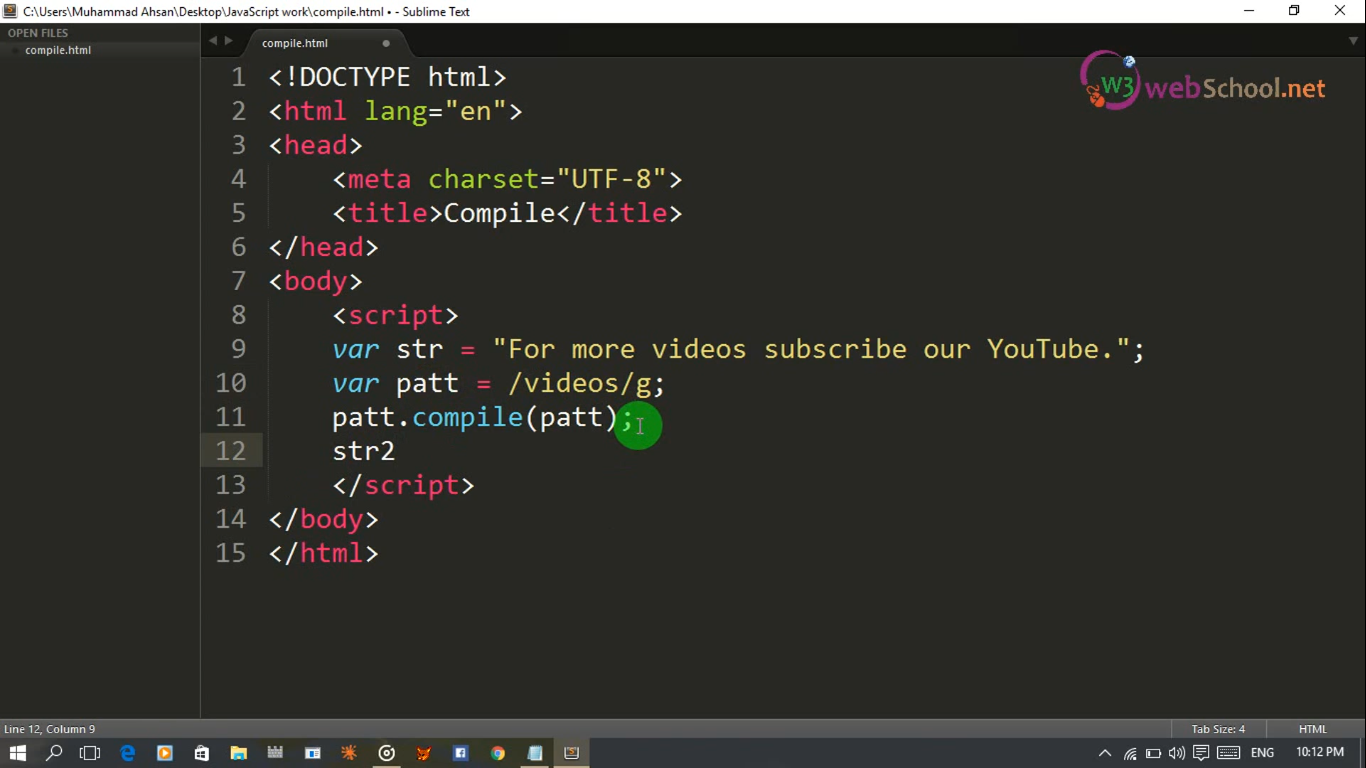 C:\Users\Muhammad Ahsan\Desktop\JavaScript work\compile.html • - Sublime Text
OPEN FILES
compile.html
compile.html
W3 webSchool.net
1 <!DOCTYPE html>
2 <html lang="en">
3 <head>
4 <meta charset="UTF-8">
5 <title>Compile</title>
6 </head>
7 <body>
8 <script>
9 var str = "For more videos subscribe our YouTube.";
10 var patt = /videos/g;
11 patt.compile(patt);
12 str2
13 </script>
14 </body>
15 </html>
Line 12, Column 9
Tab Size: 4
HTML
ENG
10:12 PM